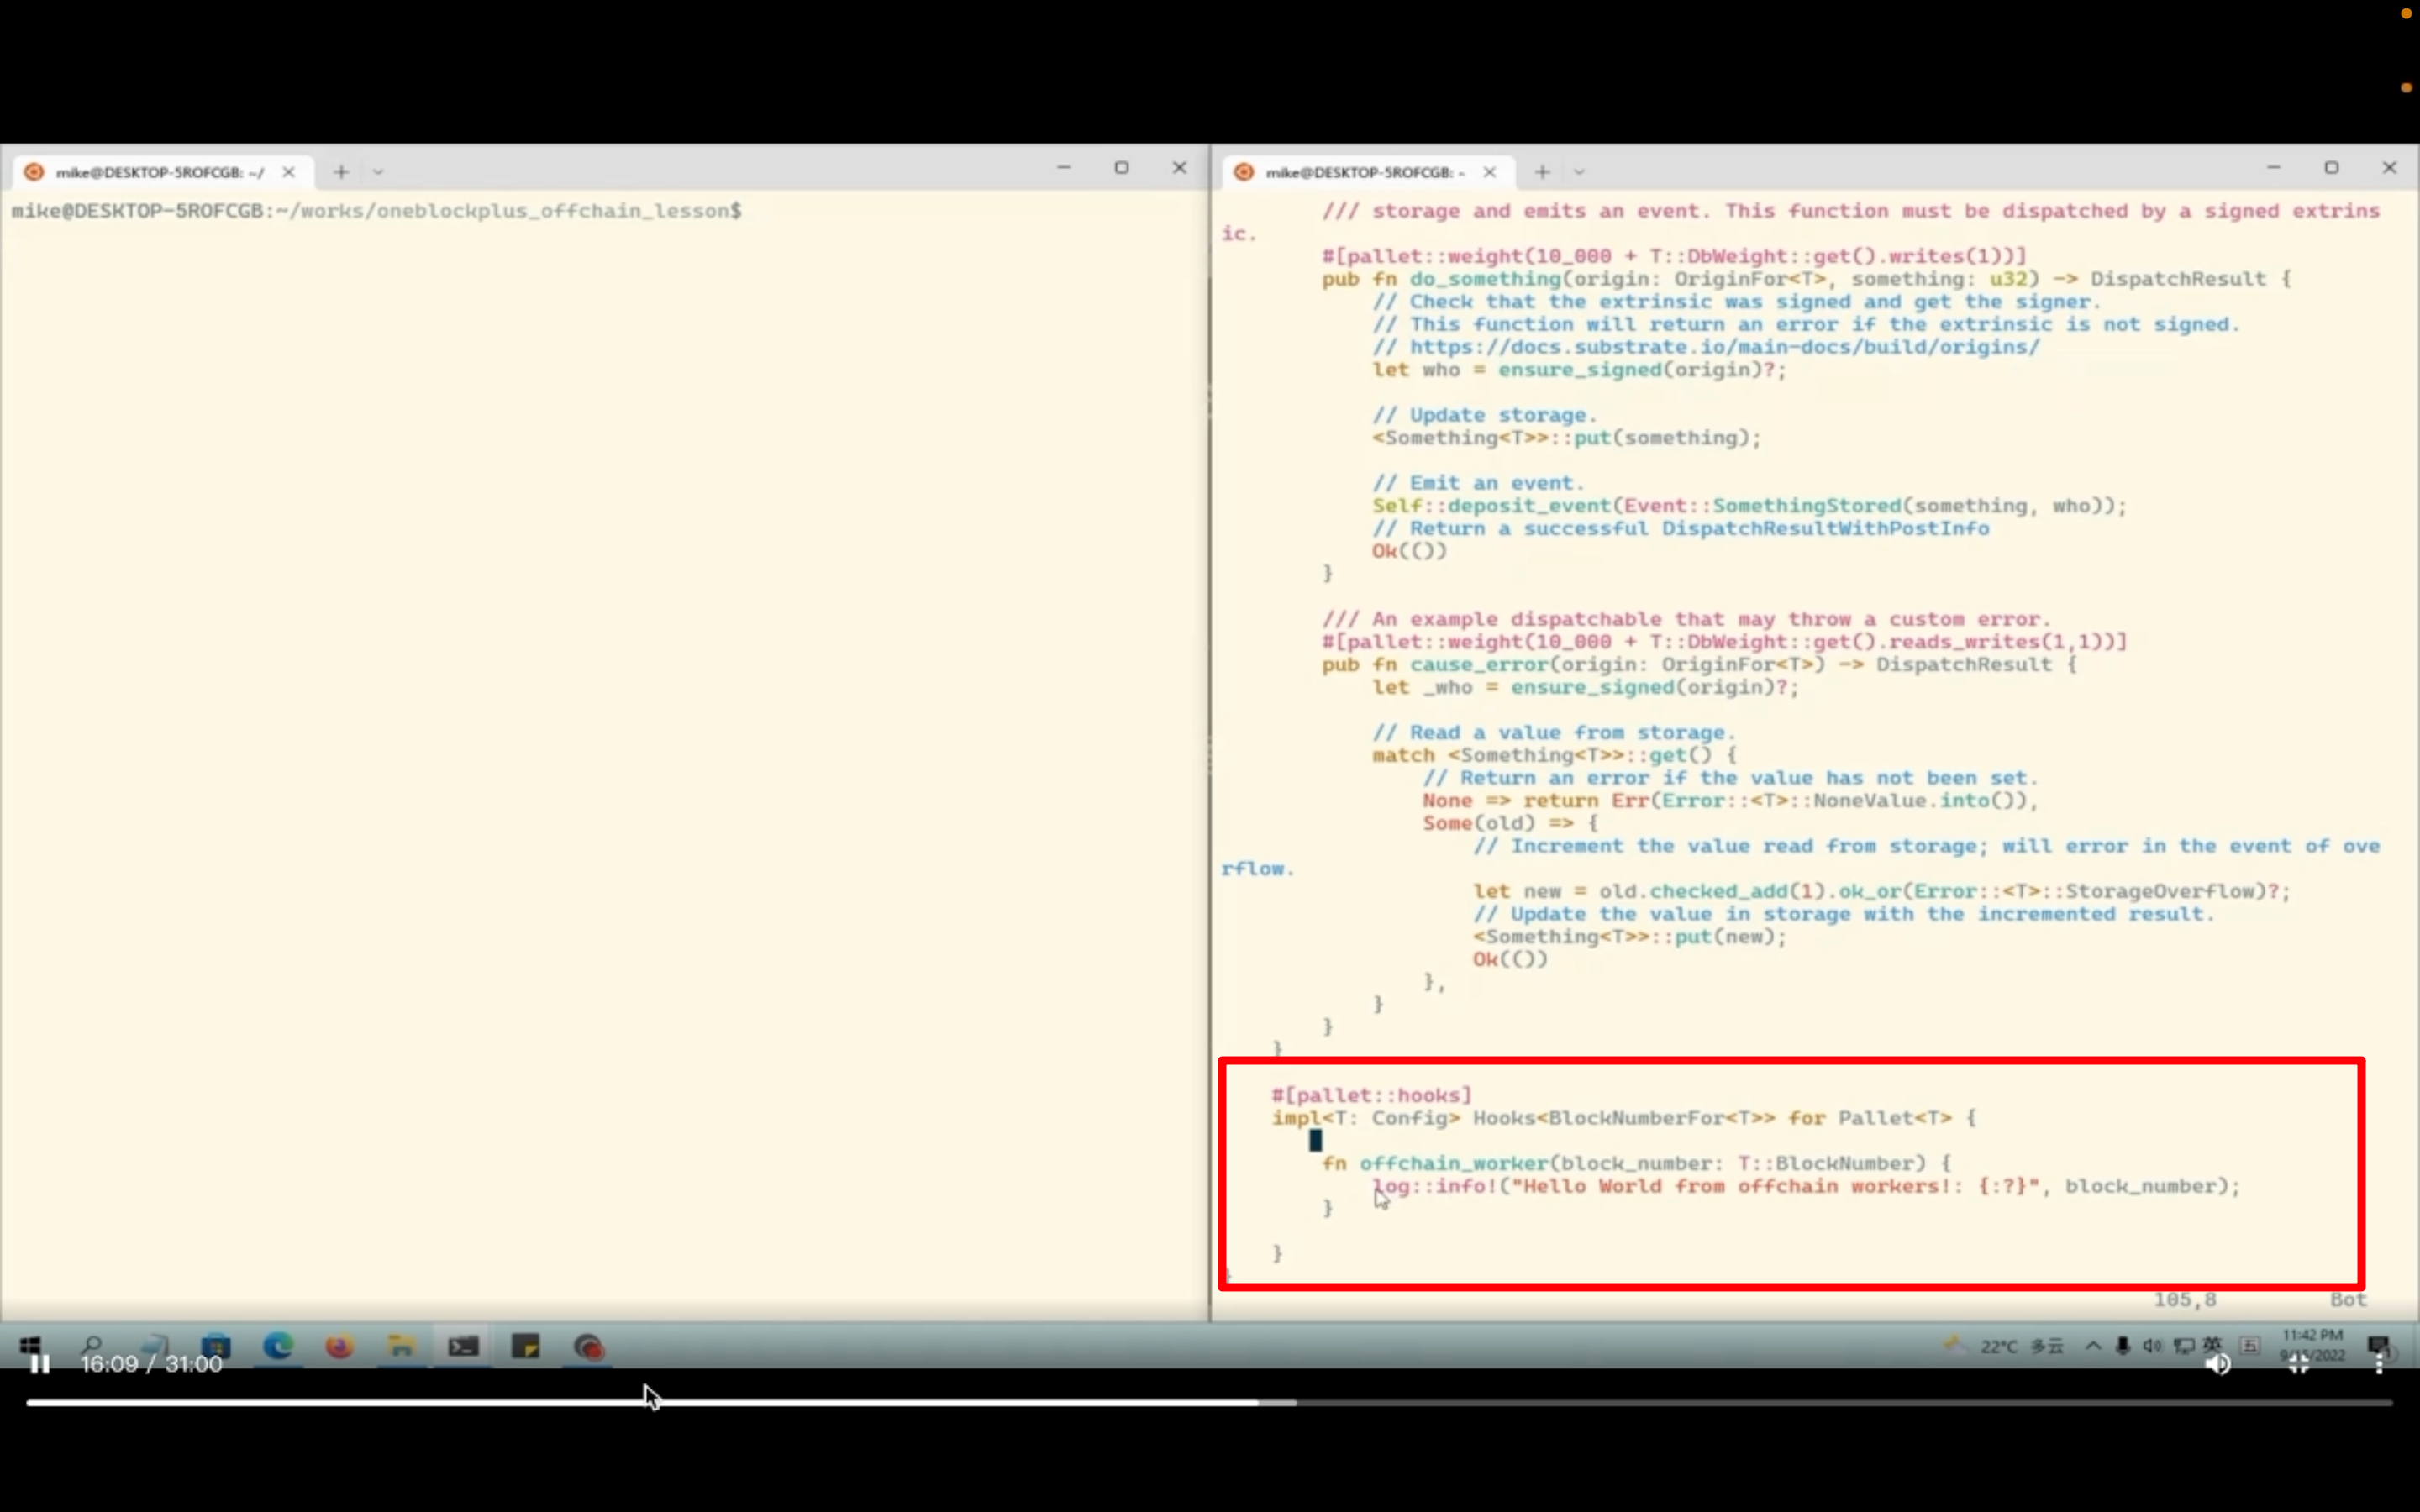 mike@DESKTOP-5ROFCGB: ~/
mike@DESKTOP-5ROFCGB:~/works/oneblockplus_offchain_lesson$
mike@DESKTOP-5ROFCGB: ~
/// storage and emits an event. This function must be dispatched by a signed extrins
ic.
#[pallet::weight(10_000 + T::DbWeight::get().writes(1))]
pub fn do_something(origin: OriginFor<T>, something: u32) -> DispatchResult {
// Check that the extrinsic was signed and get the signer.
// This function will return an error if the extrinsic is not signed.
// https://docs.substrate.io/main-docs/build/origins/
let who = ensure_signed(origin)?;
// Update storage.
<Something<T>>::put(something);
// Emit an event.
Self::deposit_event(Event::SomethingStored(something, who));
// Return a successful DispatchResultWithPostInfo
Ok(())
}
/// An example dispatchable that may throw a custom error.
#[pallet::weight(10_000 + T::DbWeight::get().reads_writes(1,1))]
pub fn cause_error(origin: OriginFor<T>) -> DispatchResult {
let _who = ensure_signed(origin)?;
// Read a value from storage.
match <Something<T>>::get() {
// Return an error if the value has not been set.
None => return Err(Error::<T>::NoneValue.into()),
Some(old) => {
// Increment the value read from storage; will error in the event of ove
rflow.
let new = old.checked_add(1).ok_or(Error::<T>::StorageOverflow)?;
// Update the value in storage with the incremented result.
<Something<T>>::put(new);
Ok(())
},
}
}
}
#[pallet::hooks]
impl<T: Config> Hooks<BlockNumberFor<T>> for Pallet<T> {
fn offchain_worker(block_number: T::BlockNumber) {
log::info!("Hello World from offchain workers!: {:?}", block_number);
}
}
}
105,8 Bot
22°C 多云 英 五 11:42 PM
9/15/2022
16:09 / 31:00